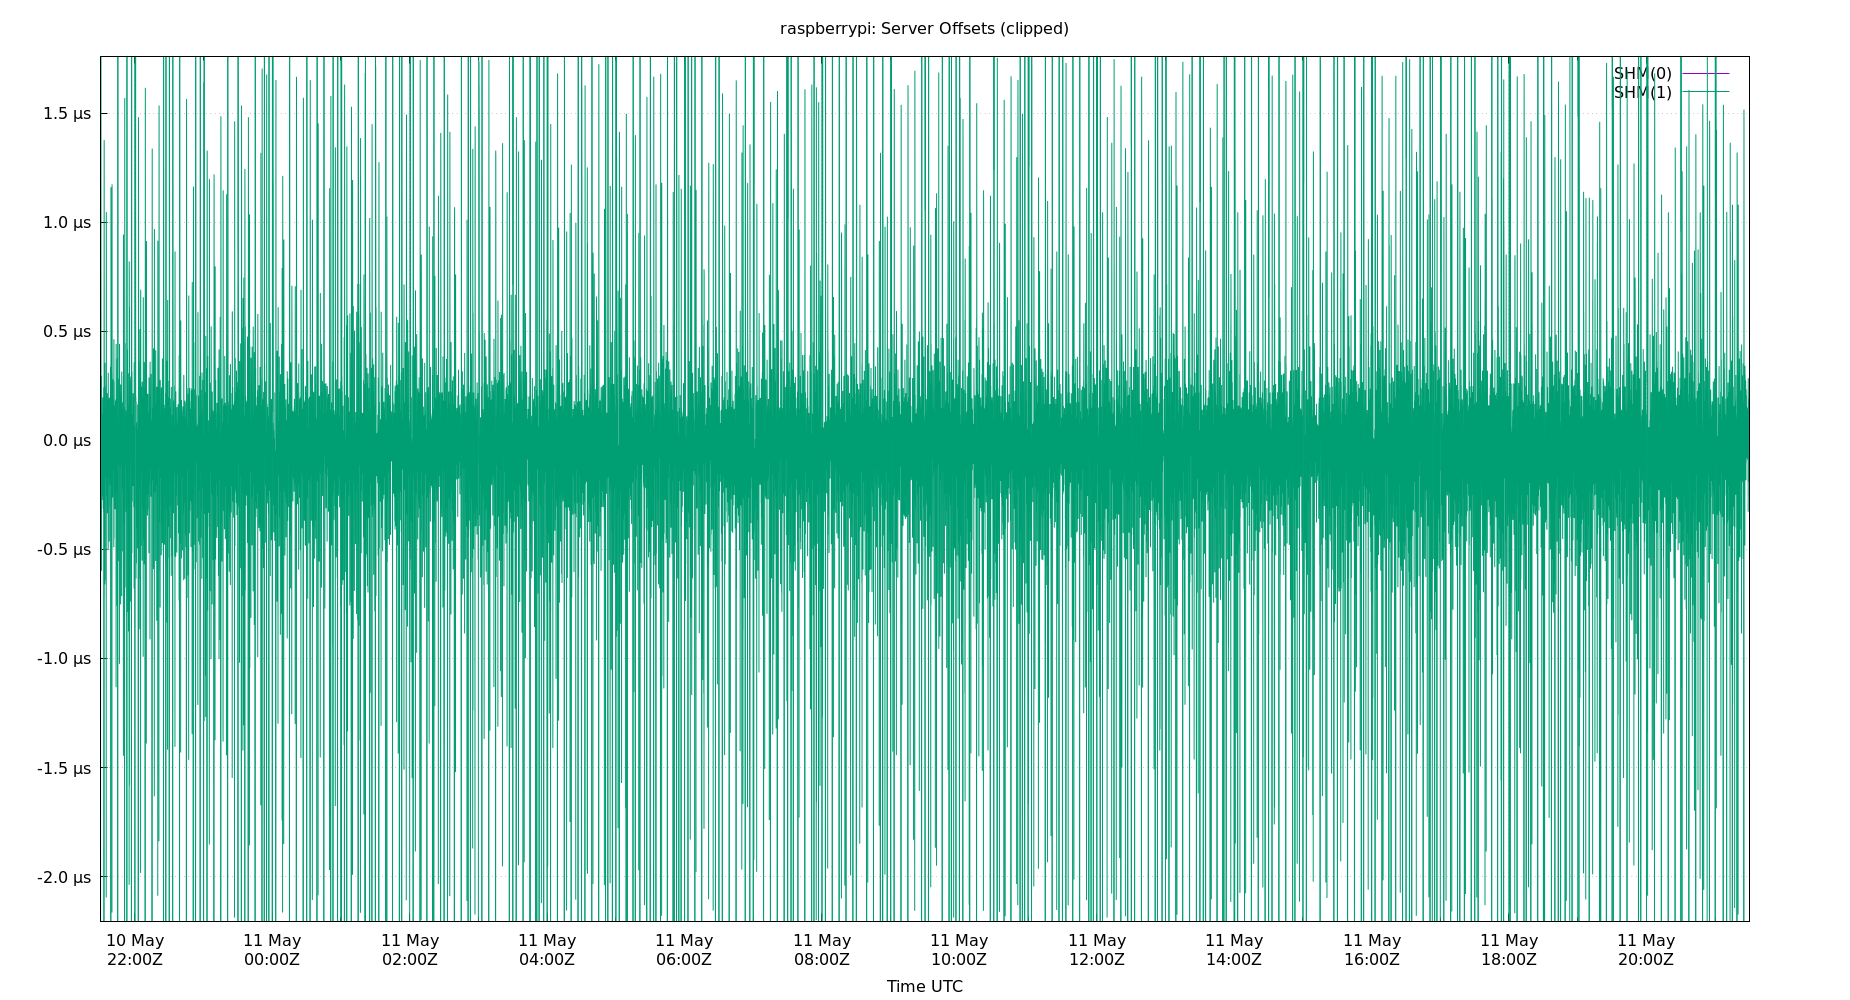 raspberrypi: Server Offsets (clipped)
SHM(0)
SHM(1)
1.5 µs
1.0 µs
0.5 µs
0.0 µs
-0.5 µs
-1.0 µs
-1.5 µs
-2.0 µs
10 May 11 May 11 May 11 May 11 May 11 May 11 May 11 May 11 May 11 May 11 May 11 May
22:00Z 00:00Z 02:00Z 04:00Z 06:00Z 08:00Z 10:00Z 12:00Z 14:00Z 16:00Z 18:00Z 20:00Z
Time UTC